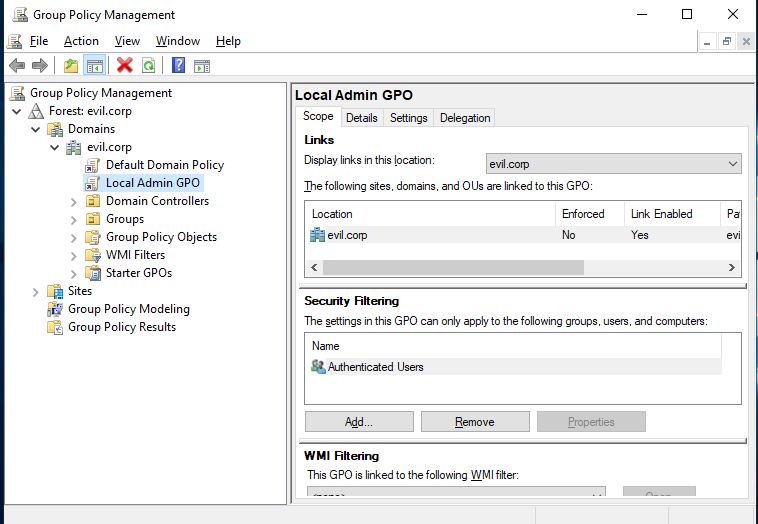 Group Policy Management
File Action View Window Help
Group Policy Management
Forest: evil.corp
Domains
evil.corp
Default Domain Policy
Local Admin GPO
Domain Controllers
Groups
Group Policy Objects
WMI Filters
Starter GPOs
Sites
Group Policy Modeling
Group Policy Results
Local Admin GPO
Scope Details Settings Delegation
Links
Display links in this location: evil.corp
The following sites, domains, and OUs are linked to this GPO:
Location Enforced Link Enabled Pa
evil.corp No Yes evi
Security Filtering
The settings in this GPO can only apply to the following groups, users, and computers:
Name
Authenticated Users
Add... Remove Properties
WMI Filtering
This GPO is linked to the following WMI filter: